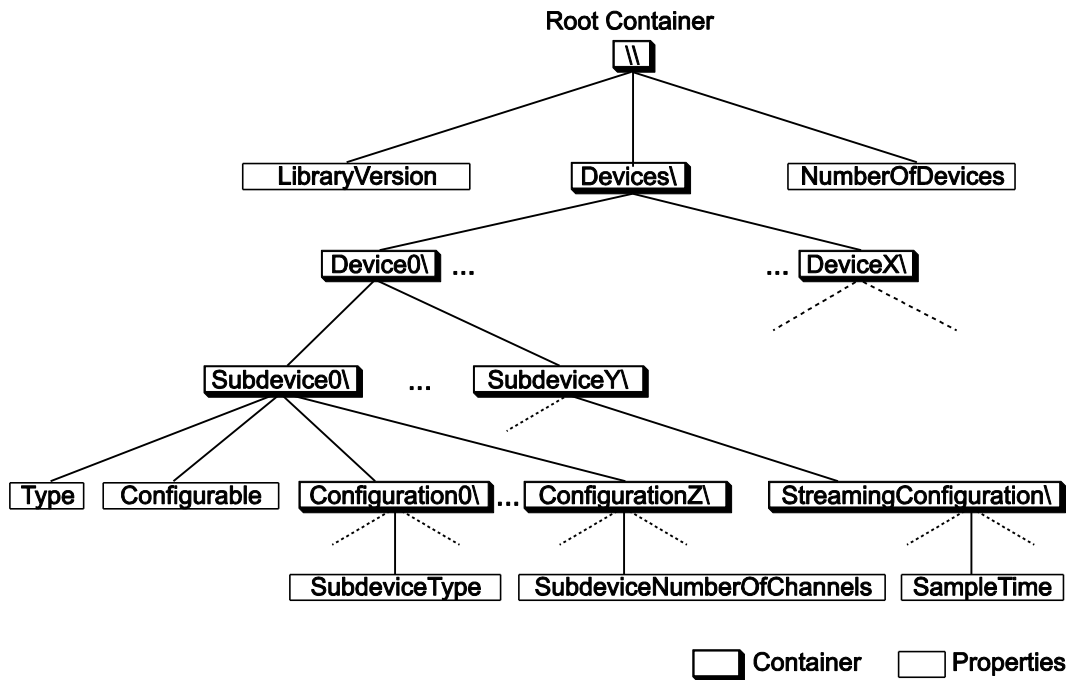 Root Container
\\
LibraryVersion Devices\ NumberOfDevices
Device0\ ... ... DeviceX\
Subdevice0\ ... SubdeviceY\
Type Configurable Configuration0\ ... ConfigurationZ\ StreamingConfiguration\
SubdeviceType SubdeviceNumberOfChannels SampleTime
Container Properties